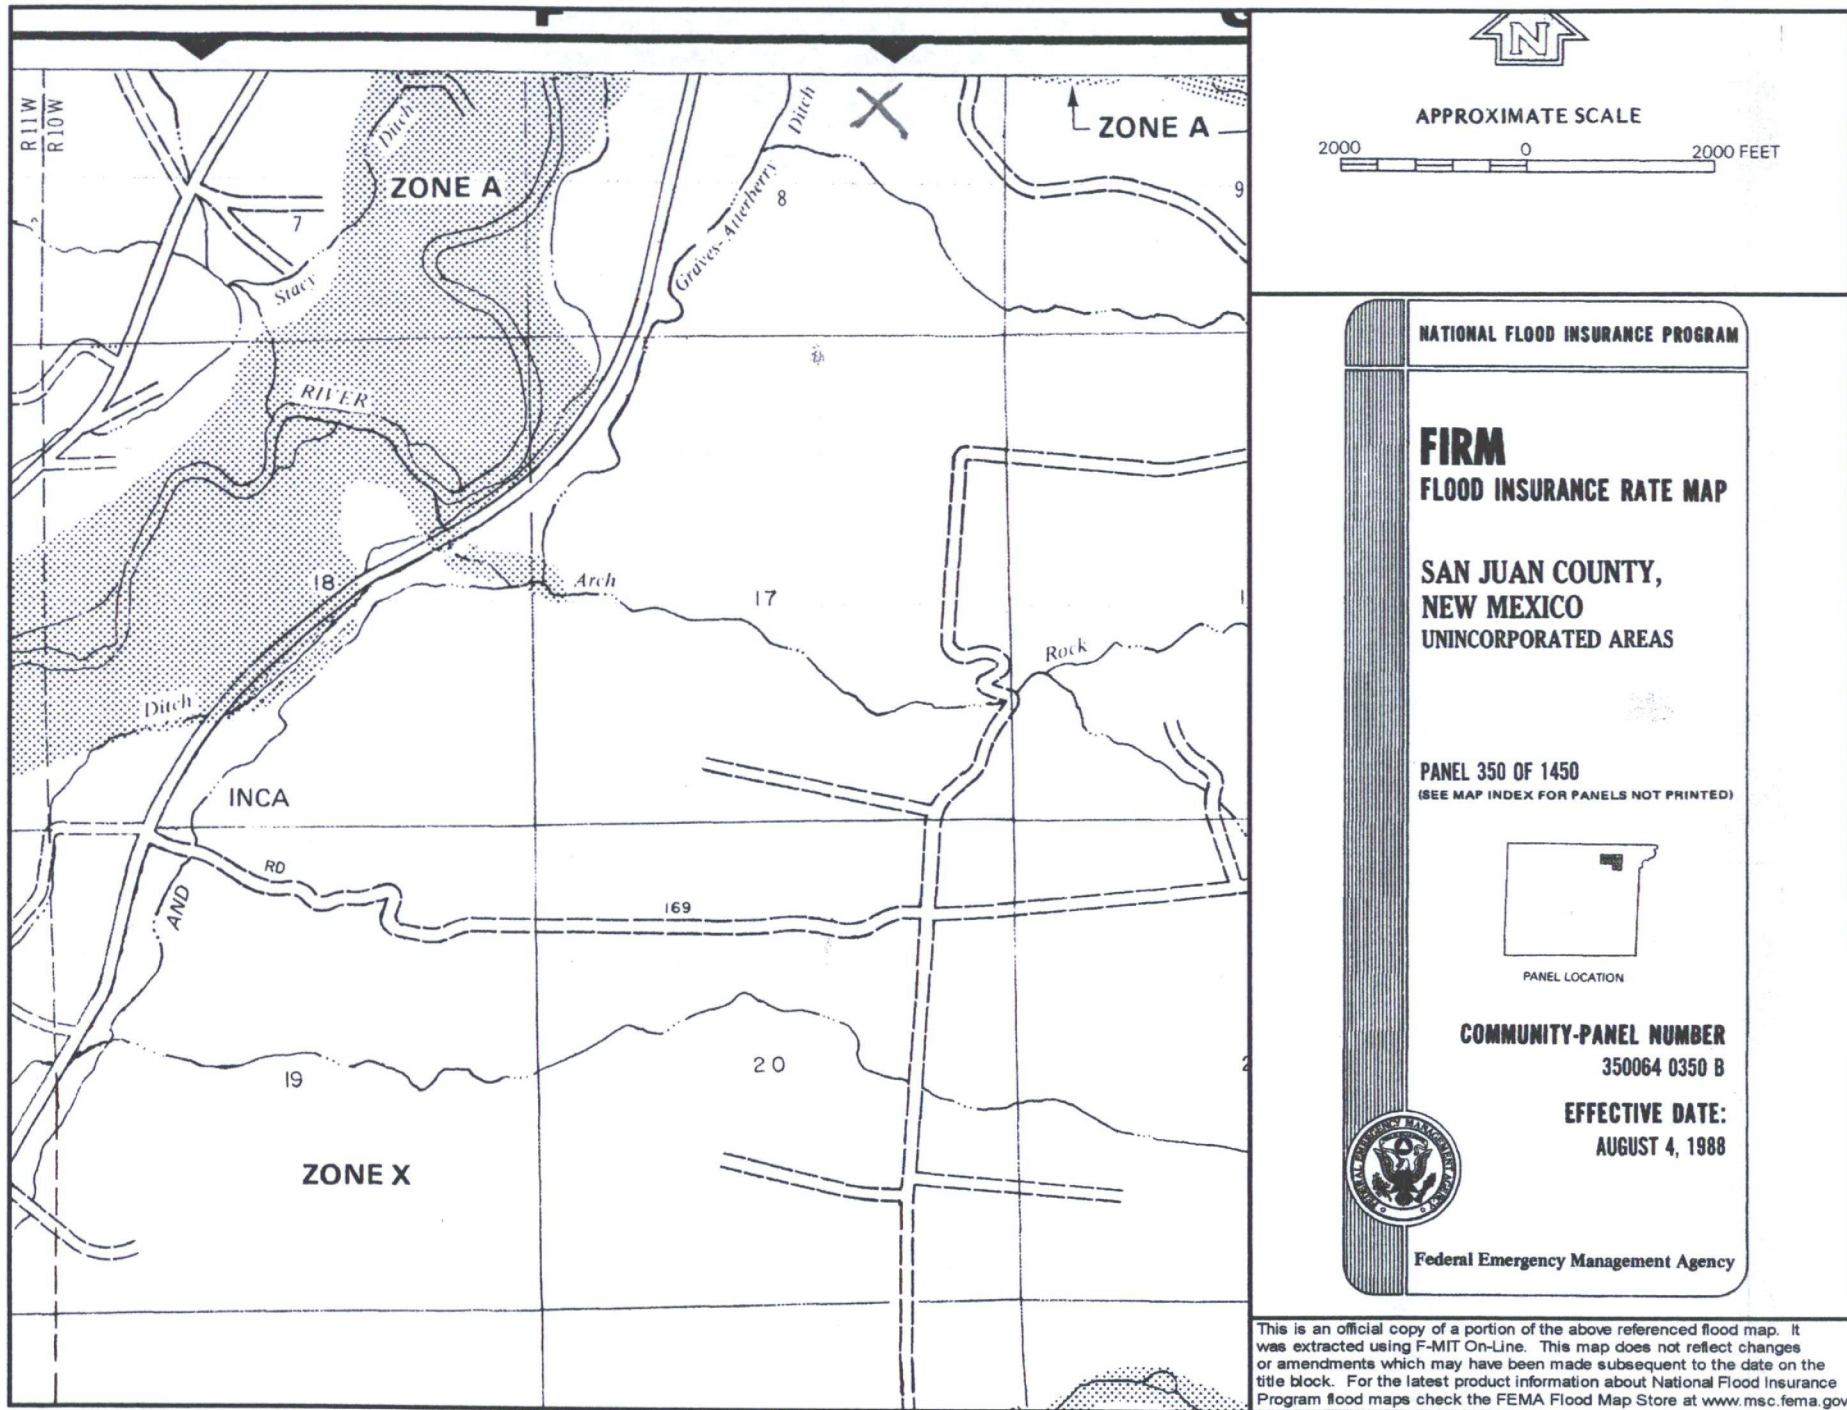 R11W
R10W
Ditch
ZONE A
7
Stacy
RIVER
Ditch
Graves-Atterberry
8
ZONE A
9
18
Arch
17
Rock
Ditch
INCA
AND
RD
169
19
20
ZONE X
N
APPROXIMATE SCALE
2000 0 2000 FEET
NATIONAL FLOOD INSURANCE PROGRAM
FIRM
FLOOD INSURANCE RATE MAP
SAN JUAN COUNTY,
NEW MEXICO
UNINCORPORATED AREAS
PANEL 350 OF 1450
(SEE MAP INDEX FOR PANELS NOT PRINTED)
PANEL LOCATION
COMMUNITY-PANEL NUMBER
350064 0350 B
EFFECTIVE DATE:
AUGUST 4, 1988
FEDERAL EMERGENCY MANAGEMENT AGENCY
Federal Emergency Management Agency
This is an official copy of a portion of the above referenced flood map. It
was extracted using F-MIT On-Line. This map does not reflect changes
or amendments which may have been made subsequent to the date on the
title block. For the latest product information about National Flood Insurance
Program flood maps check the FEMA Flood Map Store at www.msc.fema.gov